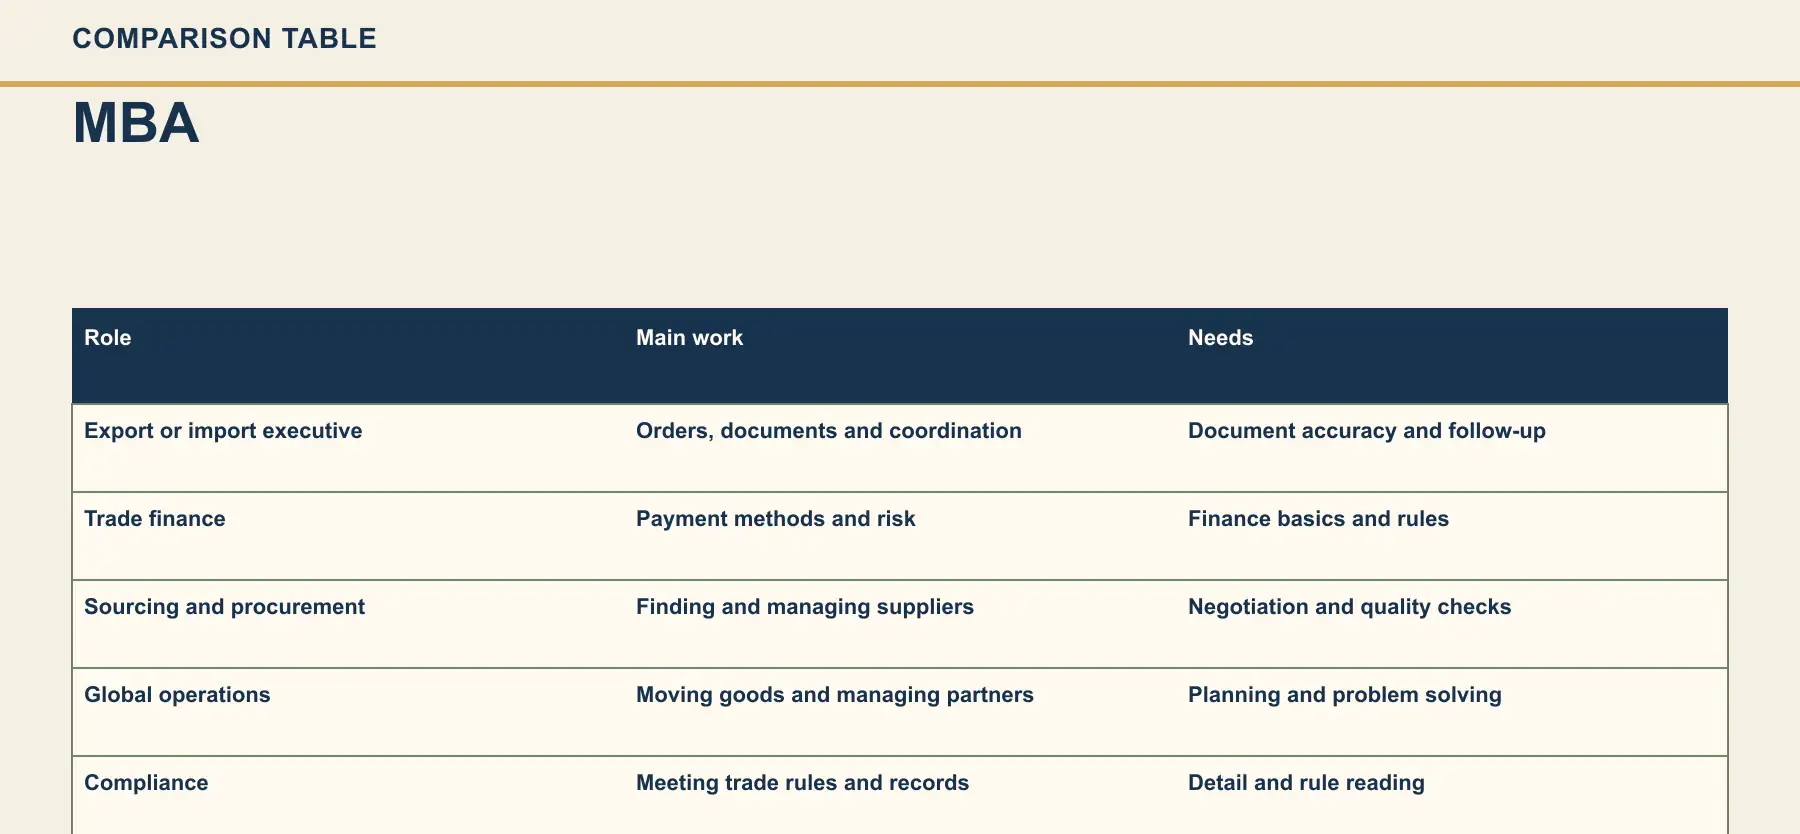 COMPARISON TABLE
MBA
Role Main work Needs
Export or import executive Orders, documents and coordination Document accuracy and follow-up
Trade finance Payment methods and risk Finance basics and rules
Sourcing and procurement Finding and managing suppliers Negotiation and quality checks
Global operations Moving goods and managing partners Planning and problem solving
Compliance Meeting trade rules and records Detail and rule reading